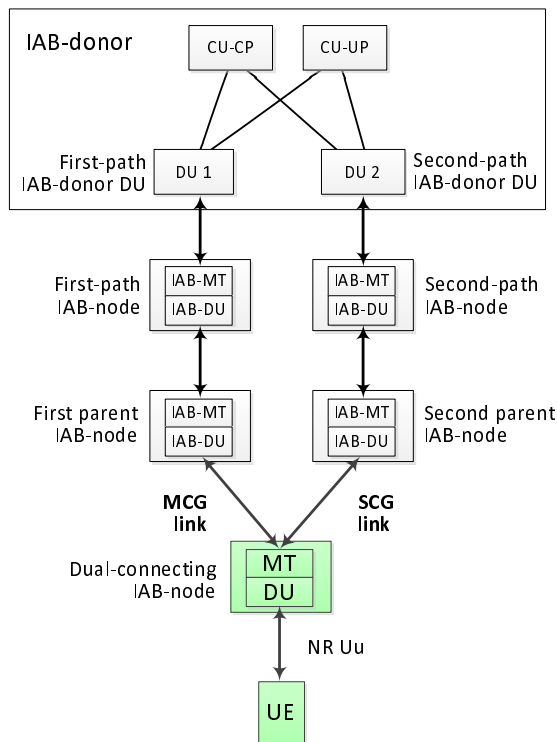 IAB-donor
CU-CP
CU-UP
First-path
IAB-donor DU
DU 1
DU 2
Second-path
IAB-donor DU
First-path
IAB-node
IAB-MT
IAB-DU
IAB-MT
IAB-DU
Second-path
IAB-node
First parent
IAB-node
IAB-MT
IAB-DU
IAB-MT
IAB-DU
Second parent
IAB-node
MCG
link
SCG
link
Dual-connecting
IAB-node
MT
DU
NR Uu
UE